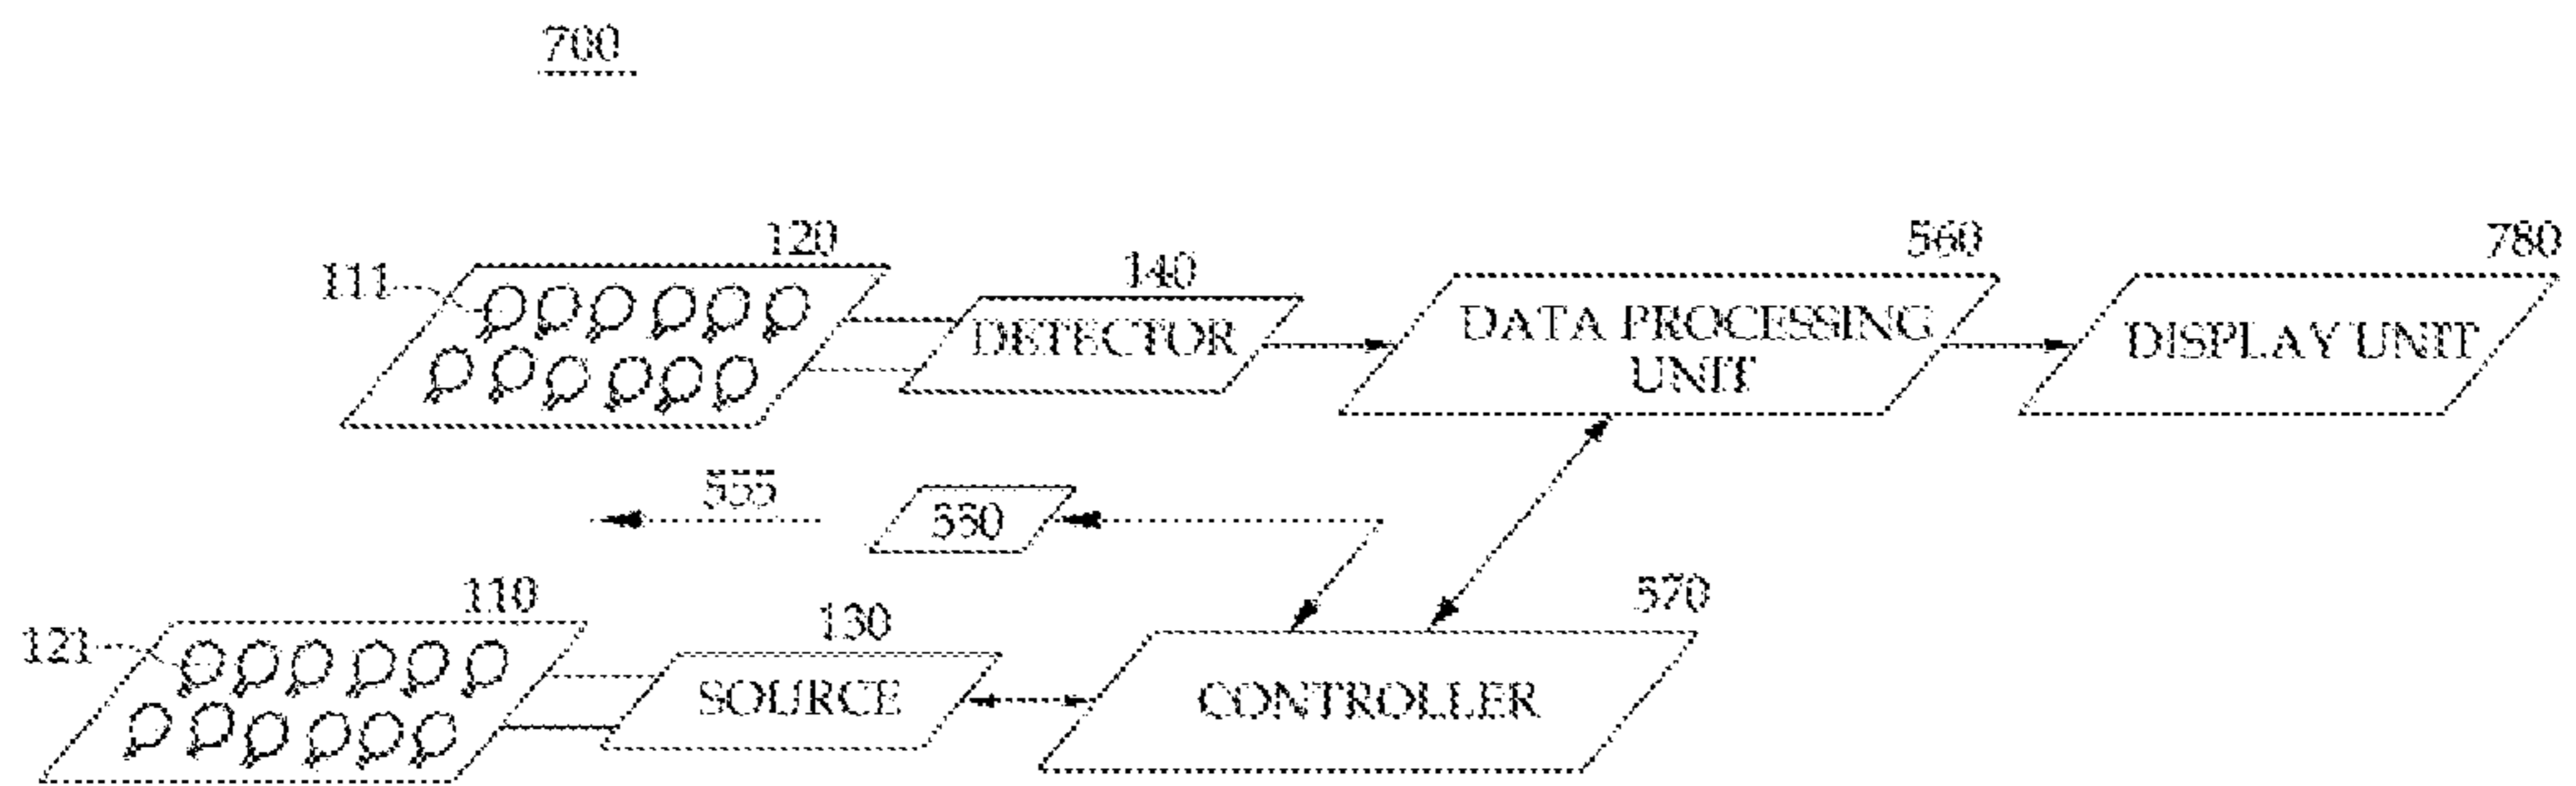 700
120
111
140
DETECTOR
560
DATA PROCESSING
UNIT
780
DISPLAY UNIT
555
550
110
121
130
SOURCE
570
CONTROLLER